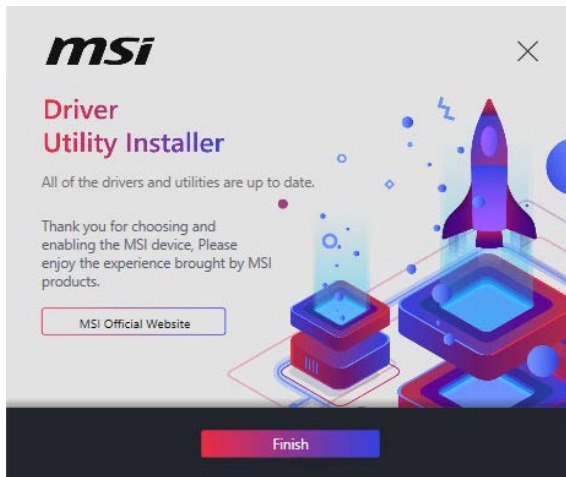 msi
Driver
Utility Installer
All of the drivers and utilities are up to date.
Thank you for choosing and
enabling the MSI device, Please
enjoy the experience brought by MSI
products.
MSI Official Website
Finish